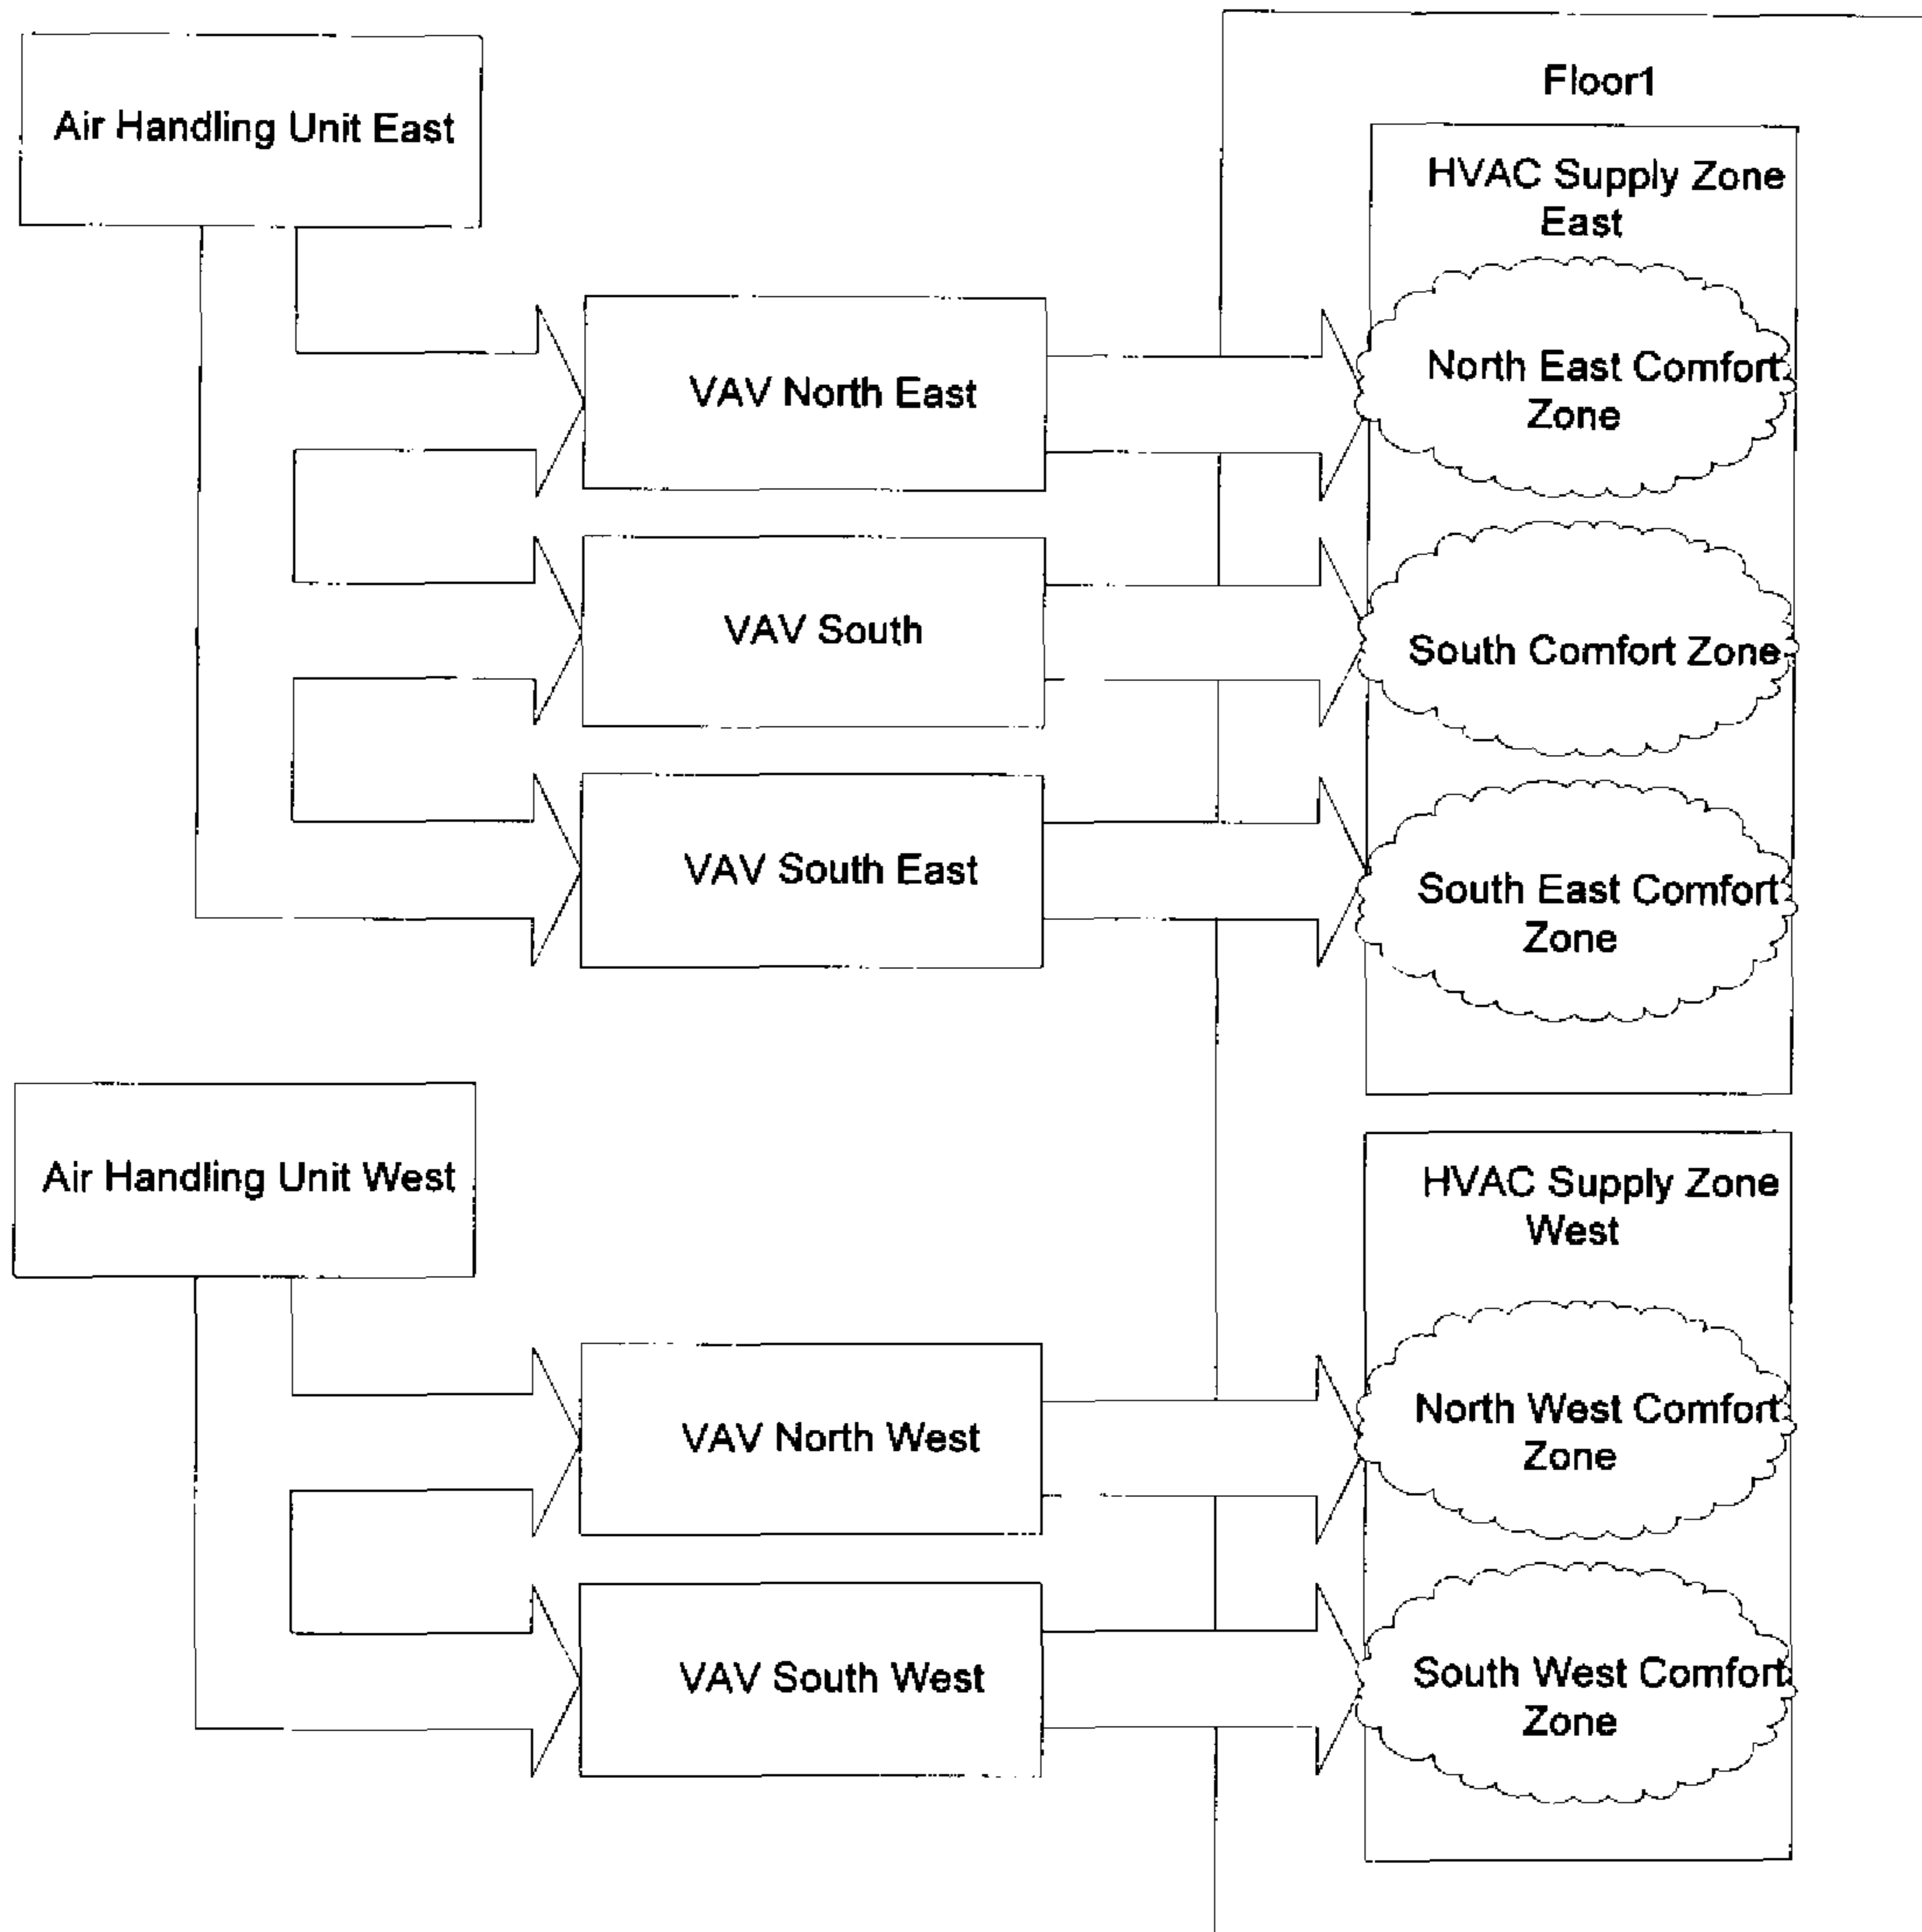 Floor1
Air Handling Unit East
HVAC Supply Zone
East
VAV North East
North East Comfort
Zone
VAV South
South Comfort Zone
VAV South East
South East Comfort
Zone
Air Handling Unit West
HVAC Supply Zone
West
VAV North West
North West Comfort
Zone
VAV South West
South West Comfort
Zone